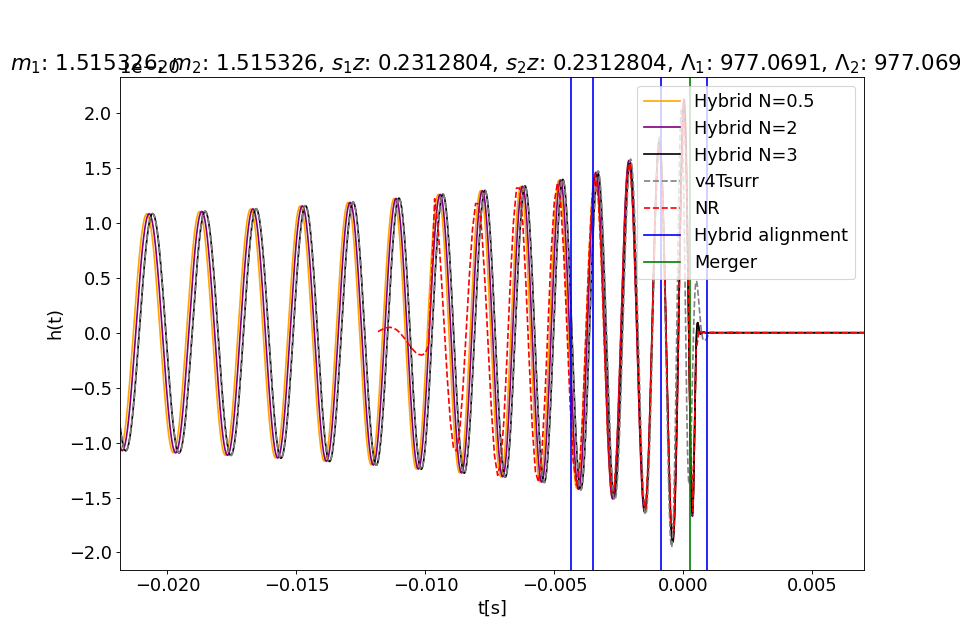 m₁: 1.515326, m₂: 1.515326, s₁z: 0.2312804, s₂z: 0.2312804, Λ₁: 977.0691, Λ₂: 977.069
1e−20
2.0
1.5
1.0
0.5
0.0
−0.5
−1.0
−1.5
−2.0
h(t)
Hybrid N=0.5
Hybrid N=2
Hybrid N=3
v4Tsurr
NR
Hybrid alignment
Merger
−0.020
−0.015
−0.010
−0.005
0.000
0.005
t[s]